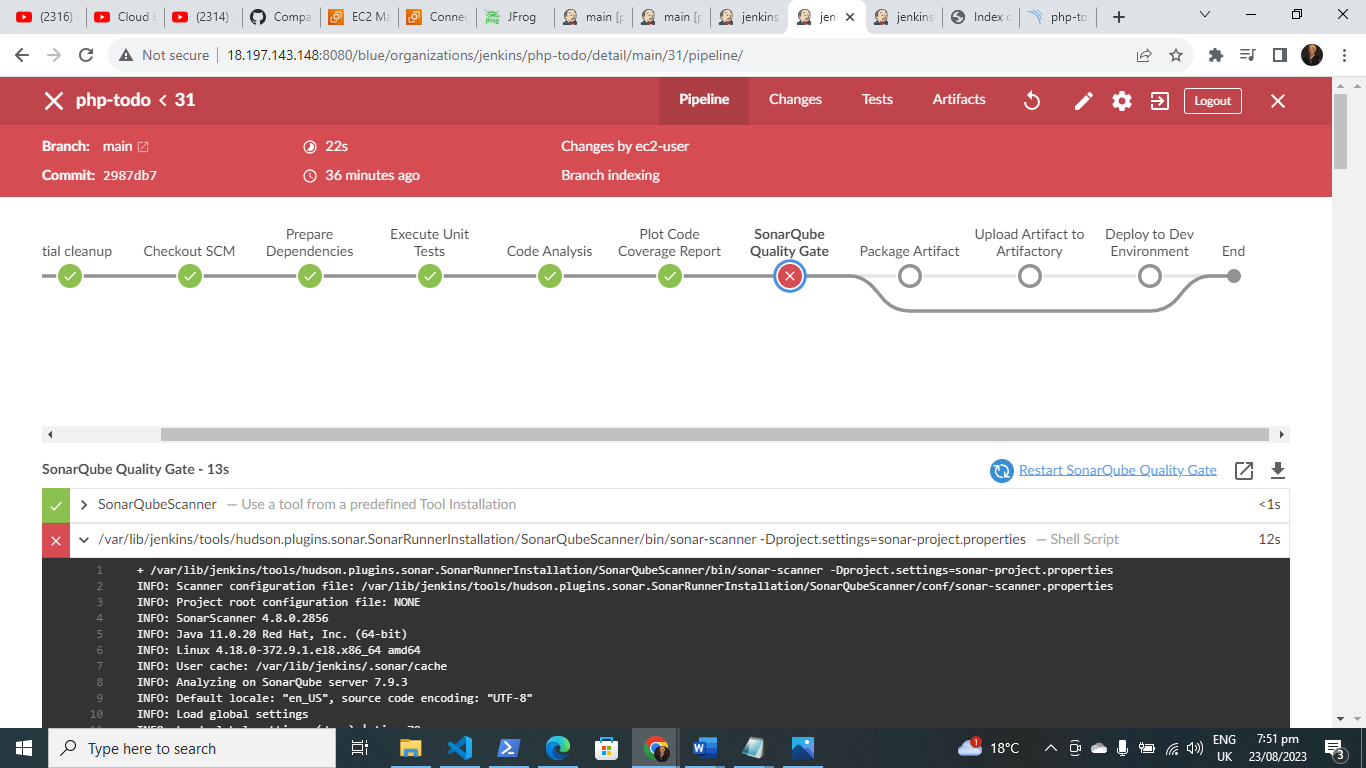 (2316)
Cloud E
(2314)
Compa
EC2 Ma
Connec
JFrog
main [p
main [p
jenkins
jen
jenkins
Index o
php-to
Not secure
18.197.143.148:8080/blue/organizations/jenkins/php-todo/detail/main/31/pipeline/
php-todo < 31
Pipeline
Changes
Tests
Artifacts
Logout
Branch: main
22s
Changes by ec2-user
Commit: 2987db7
36 minutes ago
Branch indexing
tial cleanup
Checkout SCM
Prepare
Dependencies
Execute Unit
Tests
Code Analysis
Plot Code
Coverage Report
SonarQube
Quality Gate
Package Artifact
Upload Artifact to
Artifactory
Deploy to Dev
Environment
End
SonarQube Quality Gate - 13s
Restart SonarQube Quality Gate
SonarQubeScanner — Use a tool from a predefined Tool Installation
<1s
/var/lib/jenkins/tools/hudson.plugins.sonar.SonarRunnerInstallation/SonarQubeScanner/bin/sonar-scanner -Dproject.settings=sonar-project.properties — Shell Script
12s
1 + /var/lib/jenkins/tools/hudson.plugins.sonar.SonarRunnerInstallation/SonarQubeScanner/bin/sonar-scanner -Dproject.settings=sonar-project.properties
2 INFO: Scanner configuration file: /var/lib/jenkins/tools/hudson.plugins.sonar.SonarRunnerInstallation/SonarQubeScanner/conf/sonar-scanner.properties
3 INFO: Project root configuration file: NONE
4 INFO: SonarScanner 4.8.0.2856
5 INFO: Java 11.0.20 Red Hat, Inc. (64-bit)
6 INFO: Linux 4.18.0-372.9.1.el8.x86_64 amd64
7 INFO: User cache: /var/lib/jenkins/.sonar/cache
8 INFO: Analyzing on SonarQube server 7.9.3
9 INFO: Default locale: "en_US", source code encoding: "UTF-8"
10 INFO: Load global settings
Type here to search
1
18°C
ENG
UK
7:51 pm
23/08/2023
3